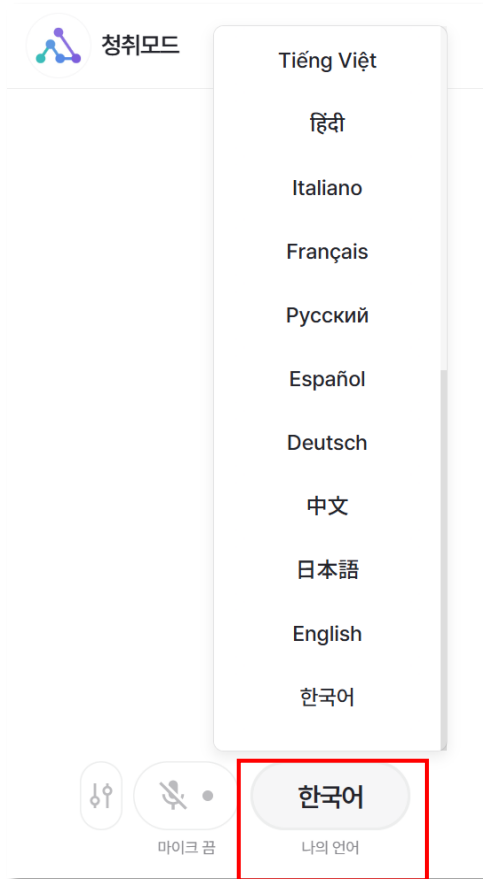 청취모드
Tiếng Việt
हिंदी
Italiano
Français
Русский
Español
Deutsch
中文
日本語
English
한국어
한국어
마이크 끔
나의 언어